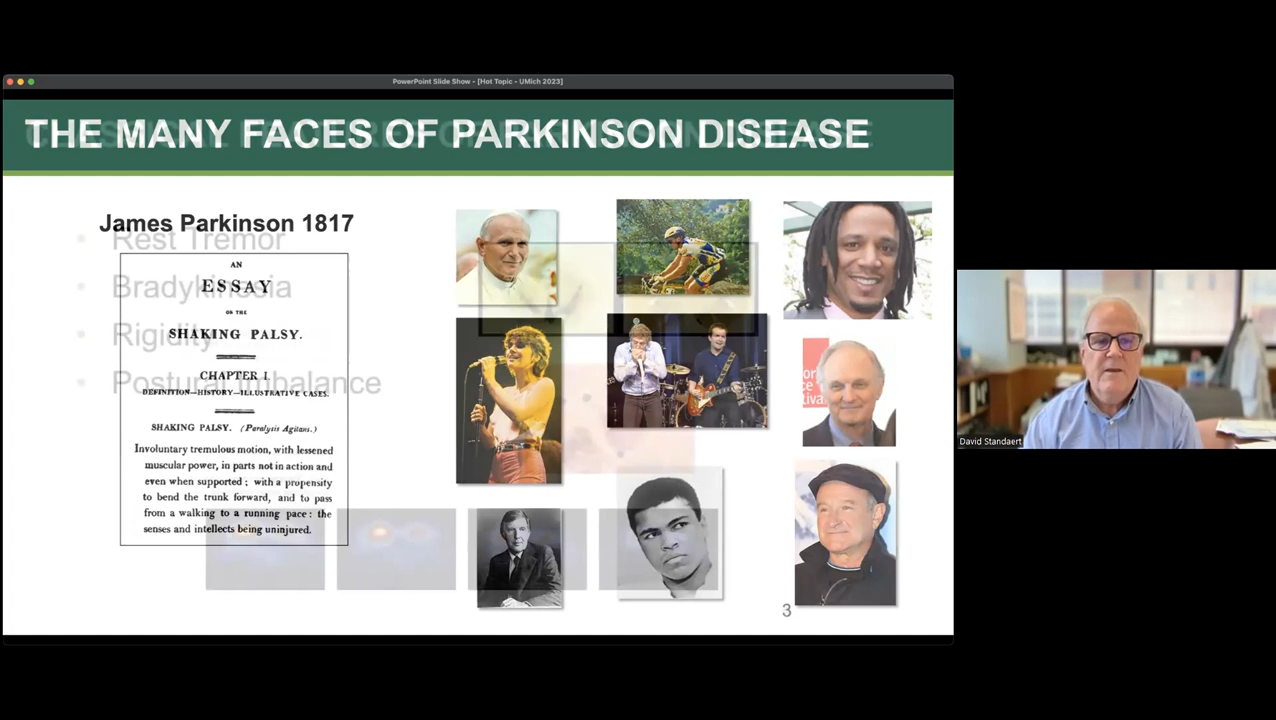 PowerPoint Slide Show - [Hot Topic - UMich 2023]
THE MANY FACES OF PARKINSON DISEASE
James Parkinson 1817
Rest Tremor
Bradykinesia
Rigidity
Postural Imbalance
AN
ESSAY
ON THE
SHAKING PALSY.
CHAPTER I.
DEFINITION—HISTORY—ILLUSTRATIVE CASES.
SHAKING PALSY. (Paralysis Agitans.)
Involuntary tremulous motion, with lessened
muscular power, in parts not in action and
even when supported; with a propensity
to bend the trunk forward, and to pass
from a walking to a running pace: the
senses and intellects being uninjured.
3
David Standaert